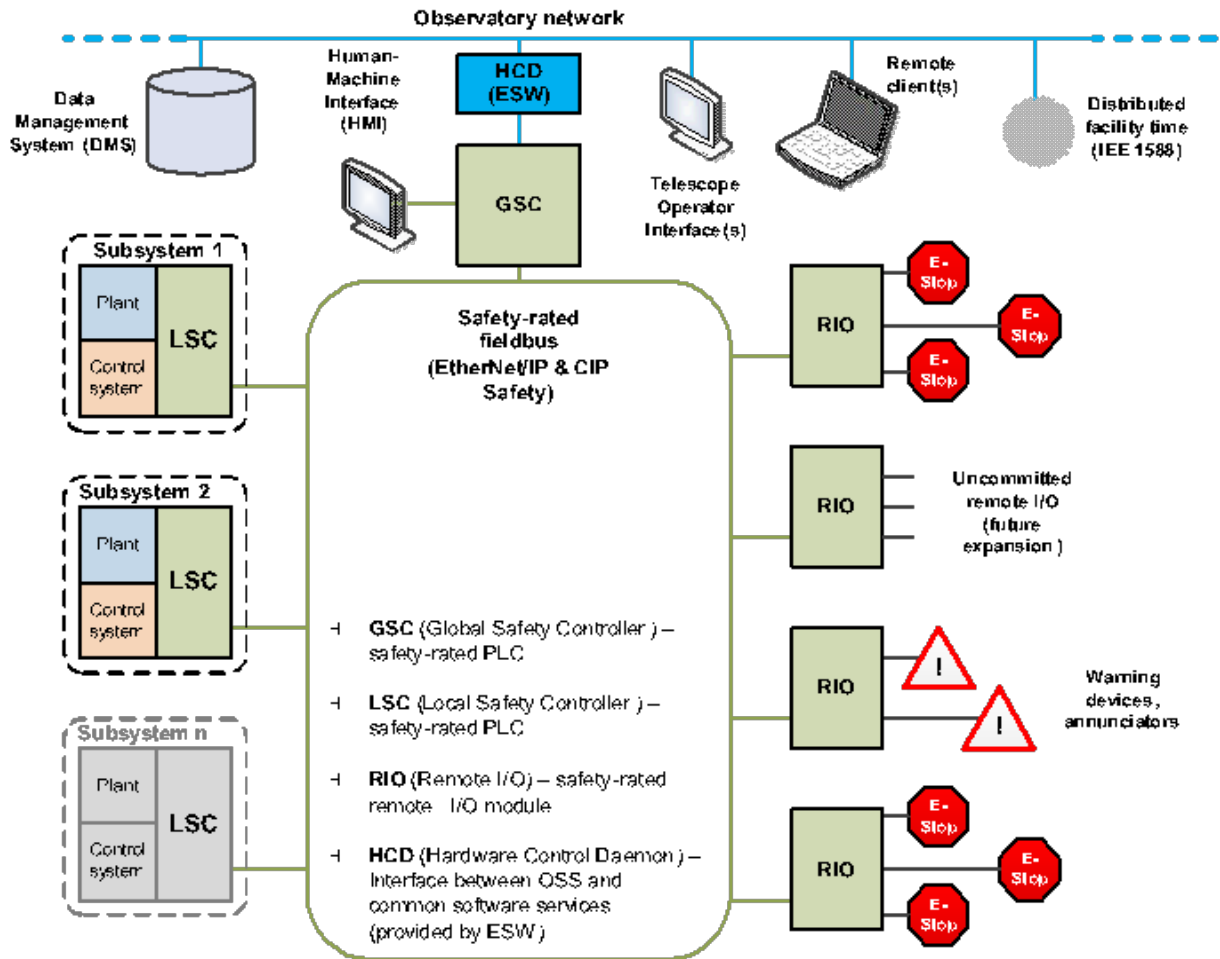 Observatory network
Data
Management
System (DMS)
Human-
Machine
Interface
(HMI)
HCD
(ESW)
GSC
Telescope
Operator
Interface(s)
Remote
client(s)
Distributed
facility time
(IEE 1588)
Subsystem 1
Plant
Control
system
LSC
Subsystem 2
Plant
Control
system
LSC
Subsystem n
Plant
Control
system
LSC
Safety-rated
fieldbus
(EtherNet/IP & CIP
Safety)
GSC (Global Safety Controller) –
safety-rated PLC
LSC (Local Safety Controller) –
safety-rated PLC
RIO (Remote I/O) – safety-rated
remote I/O module
HCD (Hardware Control Daemon) –
Interface between OSS and
common software services
(provided by ESW)
RIO
E-
Stop
E-
Stop
E-
Stop
RIO
Uncommitted
remote I/O
(future
expansion)
RIO
!
!
Warning
devices,
annunciators
RIO
E-
Stop
E-
Stop
E-
Stop